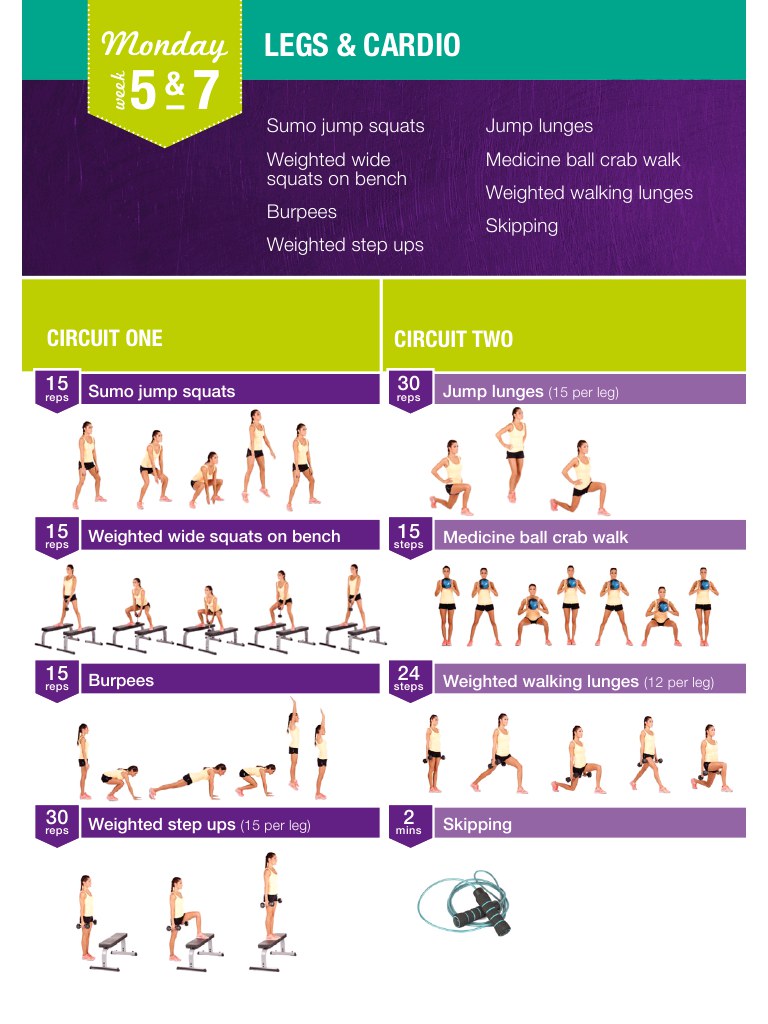 Monday
week 5 & 7
LEGS & CARDIO
Sumo jump squats
Weighted wide
squats on bench
Burpees
Weighted step ups
Jump lunges
Medicine ball crab walk
Weighted walking lunges
Skipping
CIRCUIT ONE
15 reps
Sumo jump squats
15 reps
Weighted wide squats on bench
15 reps
Burpees
30 reps
Weighted step ups (15 per leg)
CIRCUIT TWO
30 reps
Jump lunges (15 per leg)
15 steps
Medicine ball crab walk
24 steps
Weighted walking lunges (12 per leg)
2 mins
Skipping